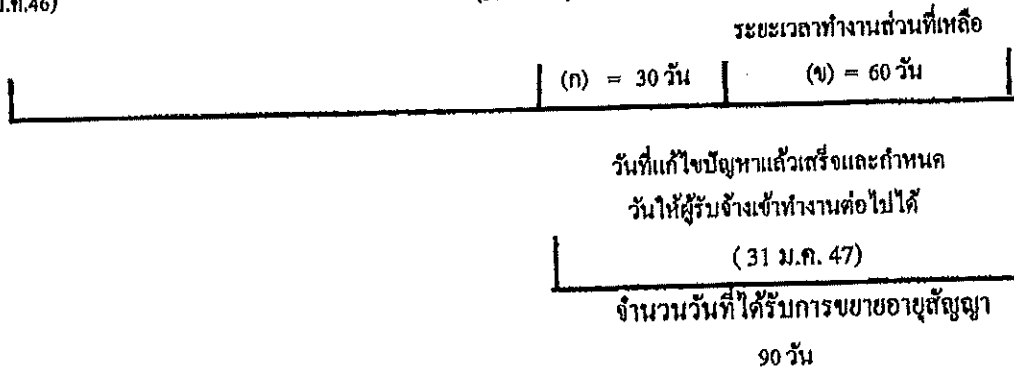 ระยะเวลาทำงานส่วนที่เหลือ
(ก) = 30 วัน (ข) = 60 วัน
วันที่แก้ไขปัญหาแล้วเสร็จและกำหนด
วันให้ผู้รับจ้างเข้าทำงานต่อไปได้
( 31 ม.ค. 47)
จำนวนวันที่ได้รับการขยายอายุสัญญา
90 วัน